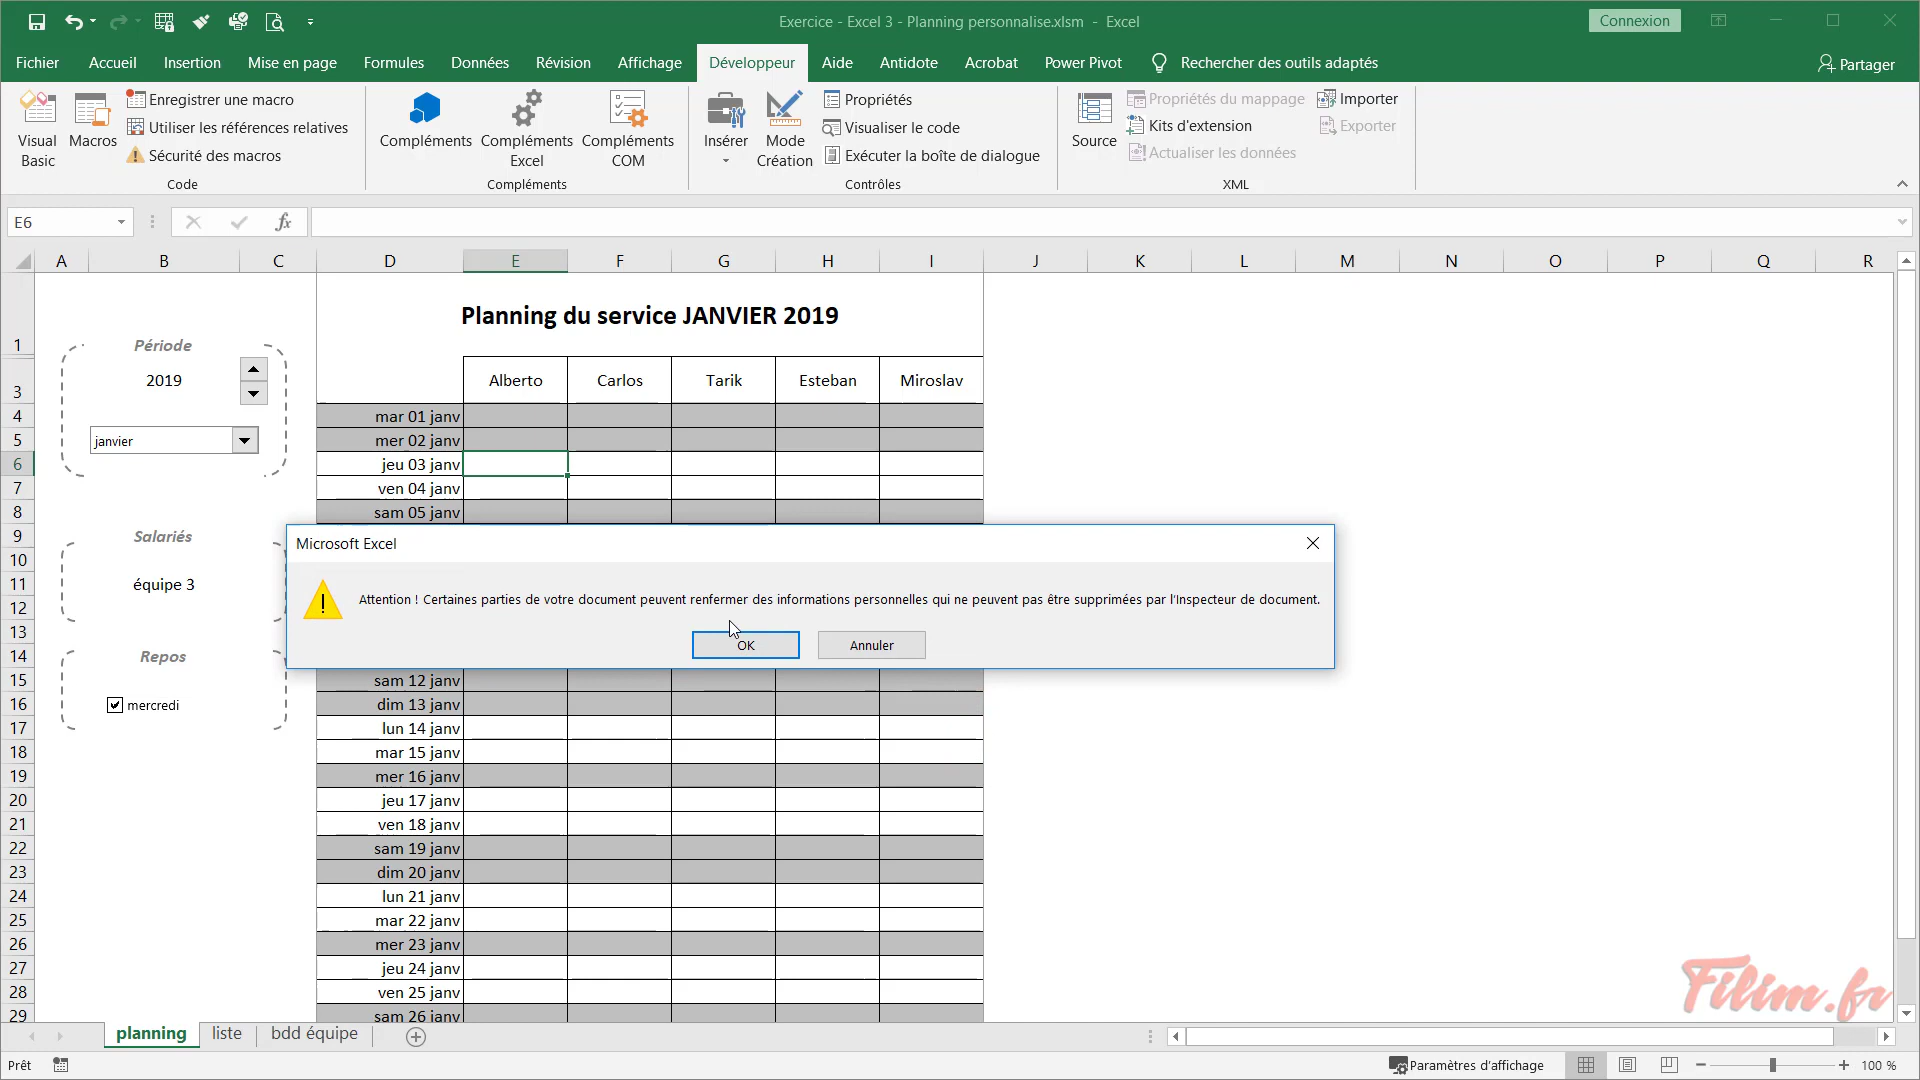 Exercice - Excel 3 - Planning personnalise.xlsm - Excel
Connexion
Fichier Accueil Insertion Mise en page Formules Données Révision Affichage Développeur Aide Antidote Acrobat Power Pivot Rechercher des outils adaptés Partager
Visual Basic
Macros
Enregistrer une macro
Utiliser les références relatives
Sécurité des macros
Code
Compléments
Compléments Excel
Compléments COM
Compléments
Insérer
Mode Création
Propriétés
Visualiser le code
Exécuter la boîte de dialogue
Contrôles
Source
Propriétés du mappage
Kits d'extension
Actualiser les données
Importer
Exporter
XML
E6
fx
A B C D E F G H I J K L M N O P Q R
1
Planning du service JANVIER 2019
Période
2019
janvier
3 Alberto Carlos Tarik Esteban Miroslav
4 mar 01 janv
5 mer 02 janv
6 jeu 03 janv
7 ven 04 janv
8 sam 05 janv
9 Salariés
10
11 équipe 3
12
13
14 Repos
Microsoft Excel
Attention ! Certaines parties de votre document peuvent renfermer des informations personnelles qui ne peuvent pas être supprimées par l'Inspecteur de document.
OK Annuler
15 sam 12 janv
16 mercredi dim 13 janv
17 lun 14 janv
18 mar 15 janv
19 mer 16 janv
20 jeu 17 janv
21 ven 18 janv
22 sam 19 janv
23 dim 20 janv
24 lun 21 janv
25 mar 22 janv
26 mer 23 janv
27 jeu 24 janv
28 ven 25 janv
29 sam 26 janv
Filim.fr
planning liste bdd équipe
Prêt
Paramètres d'affichage
100 %